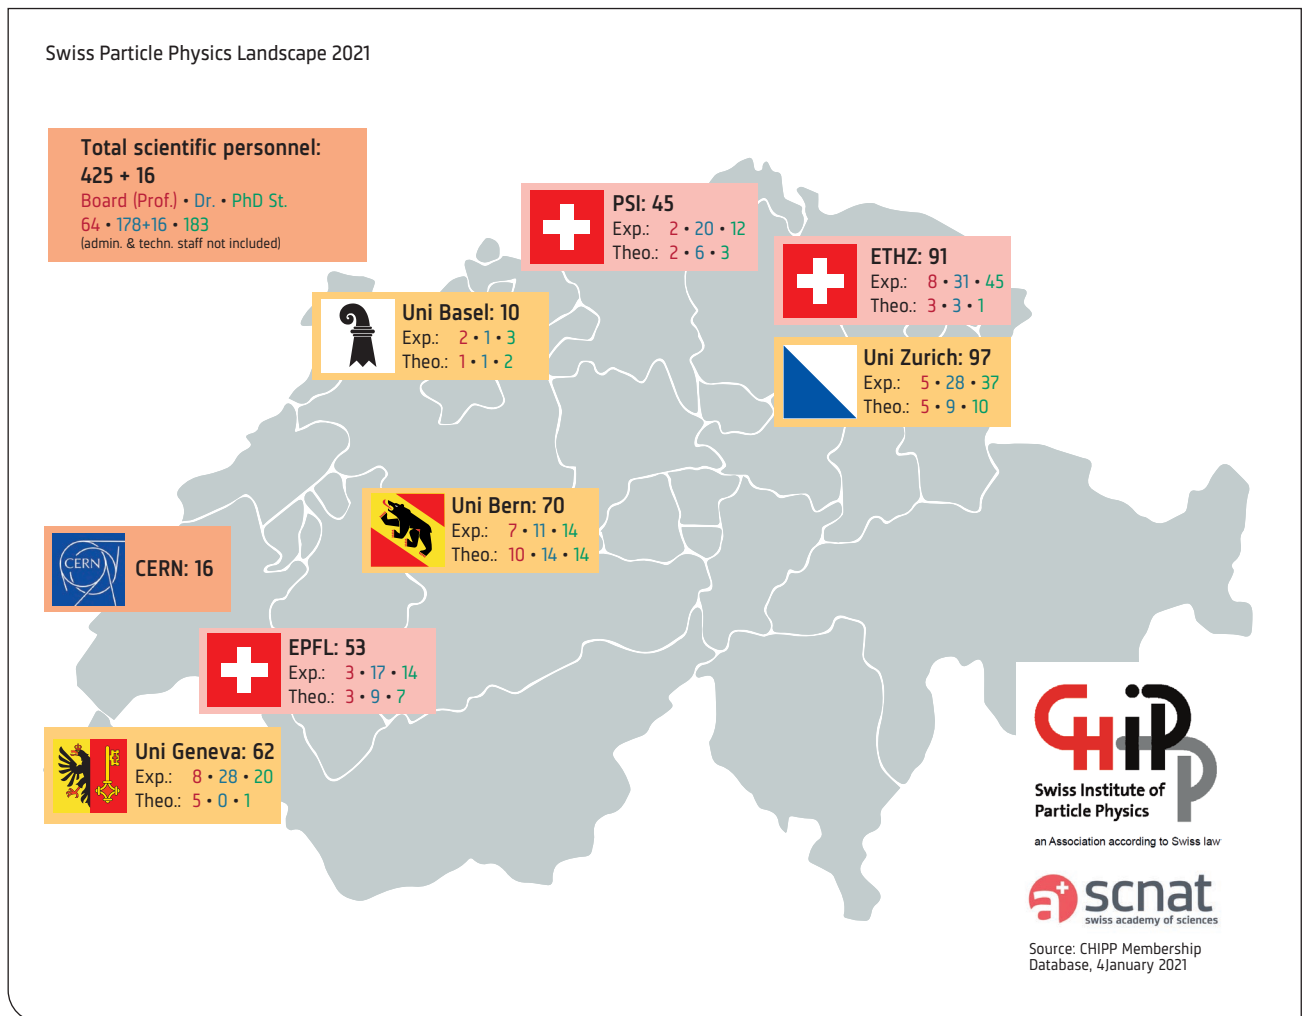 Swiss Particle Physics Landscape 2021
Total scientific personnel:
425 + 16
Board (Prof.) • Dr. • PhD St.
64 • 178+16 • 183
(admin. & techn. staff not included)
PSI: 45
Exp.: 2 • 20 • 12
Theo.: 2 • 6 • 3
ETHZ: 91
Exp.: 8 • 31 • 45
Theo.: 3 • 3 • 1
Uni Basel: 10
Exp.: 2 • 1 • 3
Theo.: 1 • 1 • 2
Uni Zurich: 97
Exp.: 5 • 28 • 37
Theo.: 5 • 9 • 10
Uni Bern: 70
Exp.: 7 • 11 • 14
Theo.: 10 • 14 • 14
CERN
CERN: 16
EPFL: 53
Exp.: 3 • 17 • 14
Theo.: 3 • 9 • 7
Uni Geneva: 62
Exp.: 8 • 28 • 20
Theo.: 5 • 0 • 1
CHiPP
Swiss Institute of
Particle Physics
an Association according to Swiss law
a+ scnat
swiss academy of sciences
Source: CHIPP Membership
Database, 4January 2021